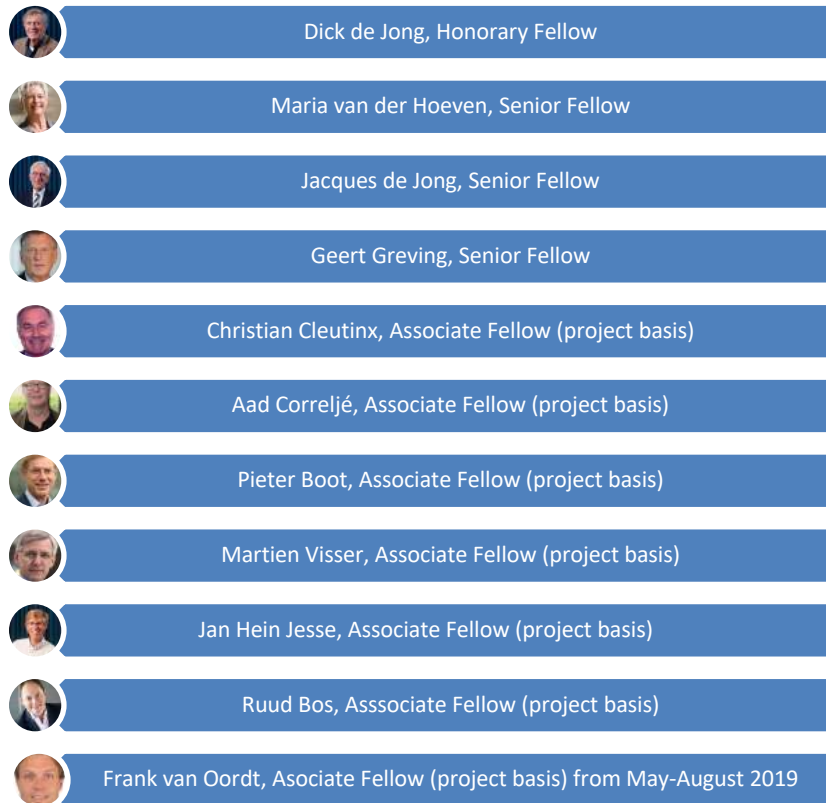 Dick de Jong, Honorary Fellow
Maria van der Hoeven, Senior Fellow
Jacques de Jong, Senior Fellow
Geert Greving, Senior Fellow
Christian Cleutinx, Associate Fellow (project basis)
Aad Correljé, Associate Fellow (project basis)
Pieter Boot, Associate Fellow (project basis)
Martien Visser, Associate Fellow (project basis)
Jan Hein Jesse, Associate Fellow (project basis)
Ruud Bos, Asssociate Fellow (project basis)
Frank van Oordt, Asociate Fellow (project basis) from May-August 2019